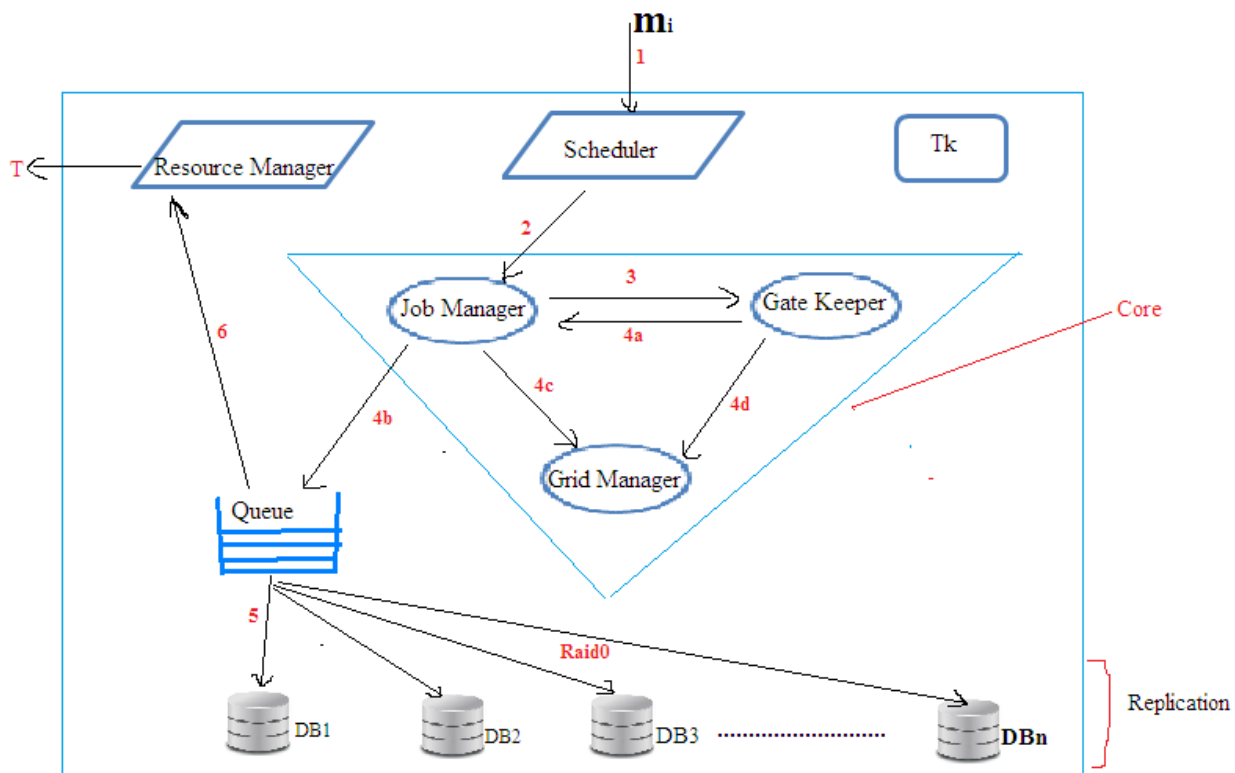 mi
1
Resource Manager
Scheduler
Tk
T
2
Job Manager
3
Gate Keeper
4a
Core
6
4b
4c
4d
Grid Manager
Queue
5
Raid0
Replication
DB1
DB2
DB3
DBn